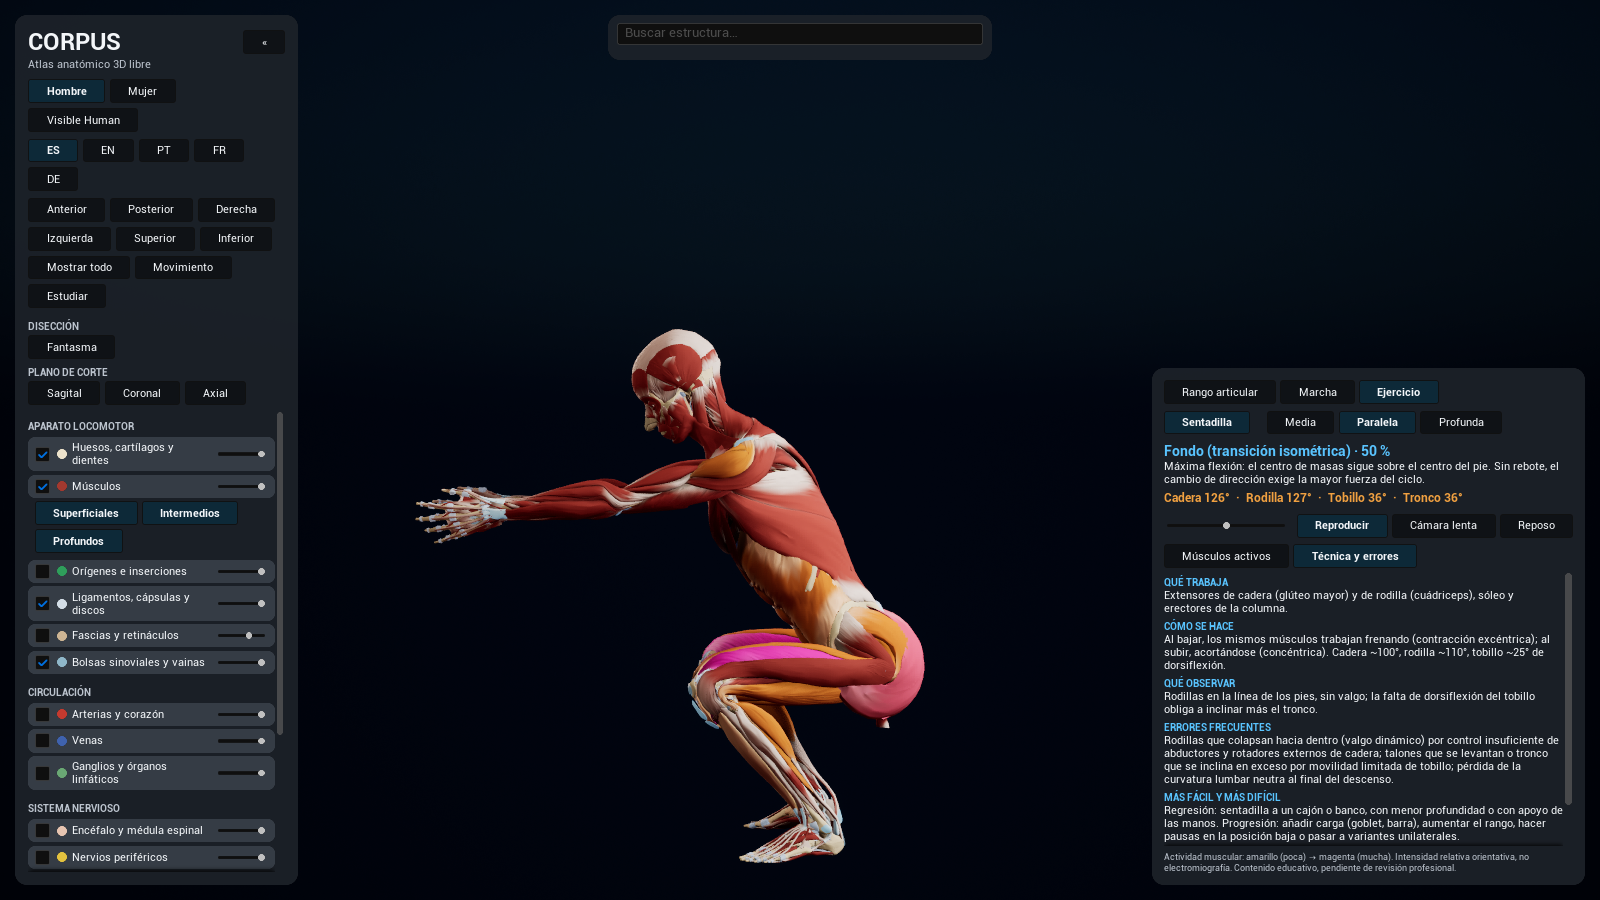 CORPUS
«
Atlas anatómico 3D libre
Hombre
Mujer
Visible Human
ES
EN
PT
FR
DE
Anterior
Posterior
Derecha
Izquierda
Superior
Inferior
Mostrar todo
Movimiento
Estudiar
DISECCIÓN
Fantasma
PLANO DE CORTE
Sagital
Coronal
Axial
APARATO LOCOMOTOR
Huesos, cartílagos y
dientes
Músculos
Superficiales
Intermedios
Profundos
Orígenes e inserciones
Ligamentos, cápsulas y
discos
Fascias y retináculos
Bolsas sinoviales y vainas
CIRCULACIÓN
Arterias y corazón
Venas
Ganglios y órganos
linfáticos
SISTEMA NERVIOSO
Encéfalo y médula espinal
Nervios periféricos
Buscar estructura...
Rango articular
Marcha
Ejercicio
Sentadilla
Media
Paralela
Profunda
Fondo (transición isométrica) · 50 %
Máxima flexión: el centro de masas sigue sobre el centro del pie. Sin rebote, el
cambio de dirección exige la mayor fuerza del ciclo.
Cadera 126° · Rodilla 127° · Tobillo 36° · Tronco 36°
Reproducir
Cámara lenta
Reposo
Músculos activos
Técnica y errores
QUÉ TRABAJA
Extensores de cadera (glúteo mayor) y de rodilla (cuádriceps), sóleo y
erectores de la columna.
CÓMO SE HACE
Al bajar, los mismos músculos trabajan frenando (contracción excéntrica); al
subir, acortándose (concéntrica). Cadera ~100°, rodilla ~110°, tobillo ~25° de
dorsiflexión.
QUÉ OBSERVAR
Rodillas en la línea de los pies, sin valgo; la falta de dorsiflexión del tobillo
obliga a inclinar más el tronco.
ERRORES FRECUENTES
Rodillas que colapsan hacia dentro (valgo dinámico) por control insuficiente de
abductores y rotadores externos de cadera; talones que se levantan o tronco
que se inclina en exceso por movilidad limitada de tobillo; pérdida de la
curvatura lumbar neutra al final del descenso.
MÁS FÁCIL Y MÁS DIFÍCIL
Regresión: sentadilla a un cajón o banco, con menor profundidad o con apoyo de
las manos. Progresión: añadir carga (goblet, barra), aumentar el rango, hacer
pausas en la posición baja o pasar a variantes unilaterales.
Actividad muscular: amarillo (poca) → magenta (mucha). Intensidad relativa orientativa, no
electromiografía. Contenido educativo, pendiente de revisión profesional.